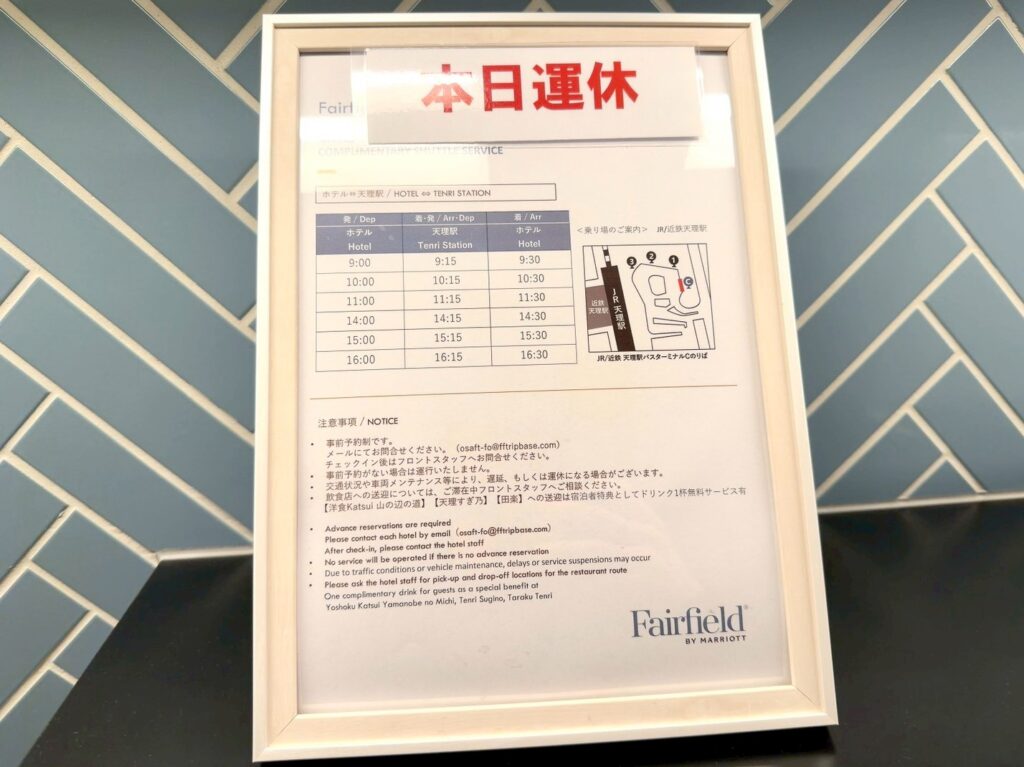 本日運休
Fairf
COMPLIMENTARY SHUTTLE SERVICE
ホテル⇔天理駅 / HOTEL ⇔ TENRI STATION
発 / Dep 着・発 / Arr・Dep 着 / Arr
ホテル 天理駅 ホテル
Hotel Tenri Station Hotel
9:00 9:15 9:30
10:00 10:15 10:30
11:00 11:15 11:30
14:00 14:15 14:30
15:00 15:15 15:30
16:00 16:15 16:30
<乗り場のご案内> JR/近鉄天理駅
3 2 1
C
近鉄
天理駅
JR 天理駅
JR/近鉄 天理駅バスターミナルCのりば
注意事項 / NOTICE
• 事前予約制です。
メールにてお問合せください。（osaft-fo@fftripbase.com）
チェックイン後はフロントスタッフへお問合せください。
• 事前予約がない場合は運行いたしません。
• 交通状況や車両メンテナンス等により、遅延、もしくは運休になる場合がございます。
• 飲食店への送迎については、ご滞在中フロントスタッフへご相談ください。
【洋食Katsui 山の辺の道】【天理すぎ乃】【田楽】への送迎は宿泊者特典としてドリンク1杯無料サービス有
• Advance reservations are required
Please contact each hotel by email（osaft-fo@fftripbase.com）
After check-in, please contact the hotel staff
• No service will be operated if there is no advance reservation
• Due to traffic conditions or vehicle maintenance, delays or service suspensions may occur
• Please ask the hotel staff for pick-up and drop-off locations for the restaurant route
One complimentary drink for guests as a special benefit at
Yoshoku Katsui Yamanobe no Michi, Tenri Sugino, Taraku Tenri
Fairfield®
BY MARRIOTT